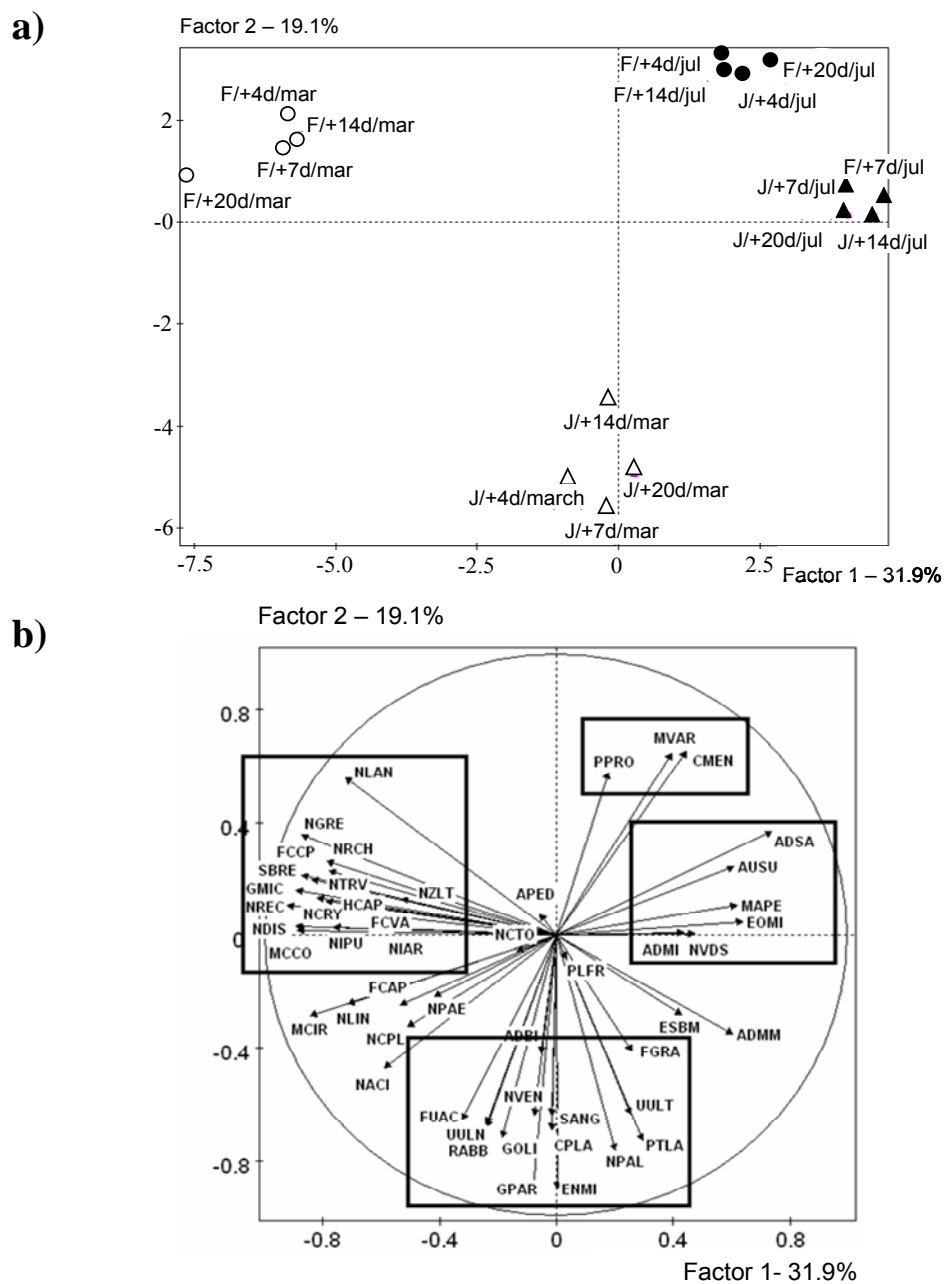 a)
Factor 2 – 19.1%
F/+4d/jul
F/+20d/jul
F/+14d/jul
J/+4d/jul
F/+4d/mar
F/+14d/mar
F/+7d/mar
F/+20d/mar
F/+7d/jul
J/+7d/jul
J/+20d/jul
J/+14d/jul
J/+14d/mar
J/+4d/march
J/+20d/mar
J/+7d/mar
2
-0
-2
-4
-6
-7.5
-5.0
-2.5
0
2.5
Factor 1 – 31.9%
b)
Factor 2 – 19.1%
0.8
0.4
0
-0.4
-0.8
MVAR
PPRO
CMEN
NLAN
NGRE
NRCH
FCCP
SBRE
NTRV
GMIC
NZLT
HCAP
NREC
NCRY
FCVA
NDIS
NIPU
NIAR
MCCO
APED
NCTO
ADSA
AUSU
MAPE
EOMI
ADMI
NVDS
PLFR
FCAP
NPAE
NLIN
MCIR
NCPL
ADBI
NACI
ESBM
ADMM
FGRA
NVEN
FUAC
SANG
UULT
UULN
RABB
GOLI
CPLA
PTLA
NPAL
GPAR
ENMI
-0.8
-0.4
0
0.4
0.8
Factor 1- 31.9%